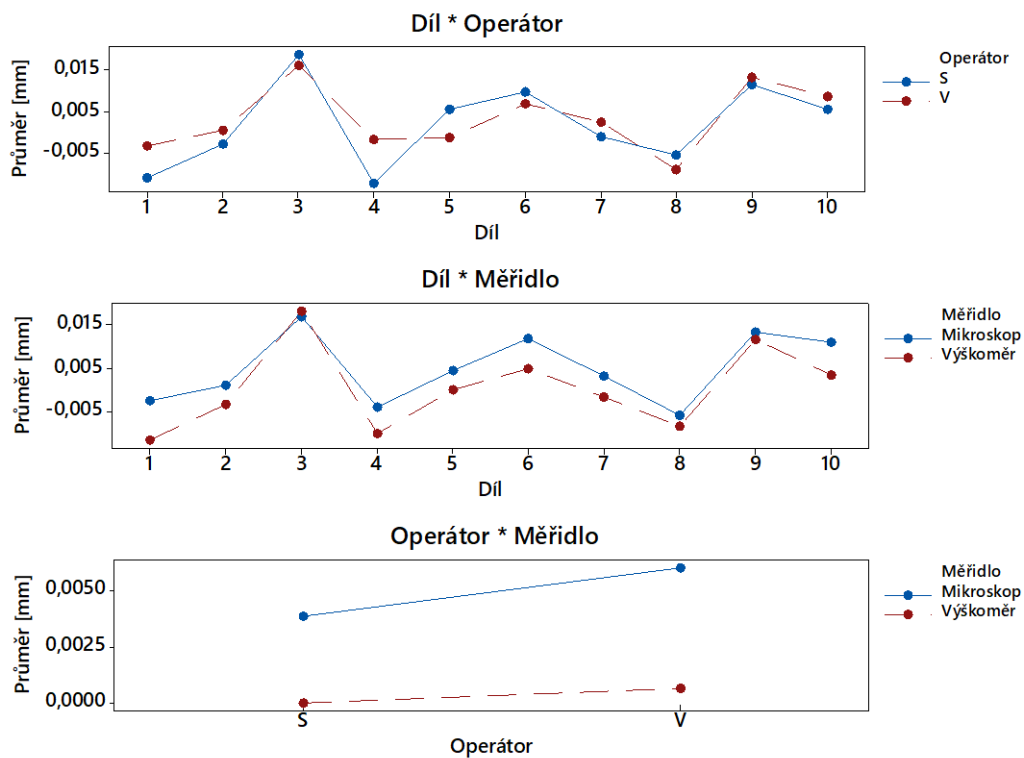 Díl * Operátor
Průměr [mm]
0,015
0,005
-0,005
1 2 3 4 5 6 7 8 9 10
Díl
Operátor
S
V
Díl * Měřidlo
Průměr [mm]
0,015
0,005
-0,005
1 2 3 4 5 6 7 8 9 10
Díl
Měřidlo
Mikroskop
Výškoměr
Operátor * Měřidlo
Průměr [mm]
0,0050
0,0025
0,0000
S V
Operátor
Měřidlo
Mikroskop
Výškoměr